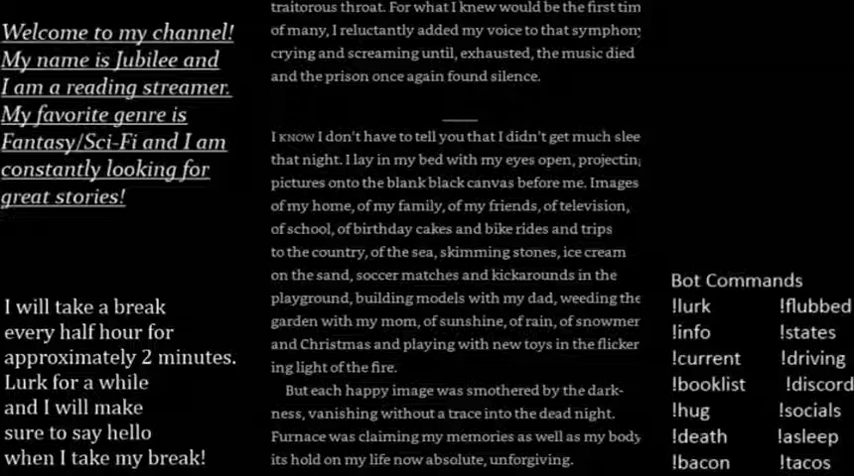 Welcome to my channel!
My name is Jubilee and
I am a reading streamer.
My favorite genre is
Fantasy/Sci-Fi and I am
constantly looking for
great stories!
I will take a break
every half hour for
approximately 2 minutes.
Lurk for a while
and I will make
sure to say hello
when I take my break!
traitorous throat. For what I knew would be the first tim
of many, I reluctantly added my voice to that symphony
crying and screaming until, exhausted, the music died
and the prison once again found silence.
I KNOW I don't have to tell you that I didn't get much slee
that night. I lay in my bed with my eyes open, projecting
pictures onto the blank black canvas before me. Images
of my home, of my family, of my friends, of television,
of school, of birthday cakes and bike rides and trips
to the country, of the sea, skimming stones, ice cream
on the sand, soccer matches and kickarounds in the
playground, building models with my dad, weeding the
garden with my mom, of sunshine, of rain, of snowmen
and Christmas and playing with new toys in the flicker
ing light of the fire.
But each happy image was smothered by the dark-
ness, vanishing without a trace into the dead night.
Furnace was claiming my memories as well as my body
its hold on my life now absolute, unforgiving.
Bot Commands
!lurk !flubbed
!info !states
!current !driving
!booklist !discord
!hug !socials
!death !asleep
!bacon !tacos